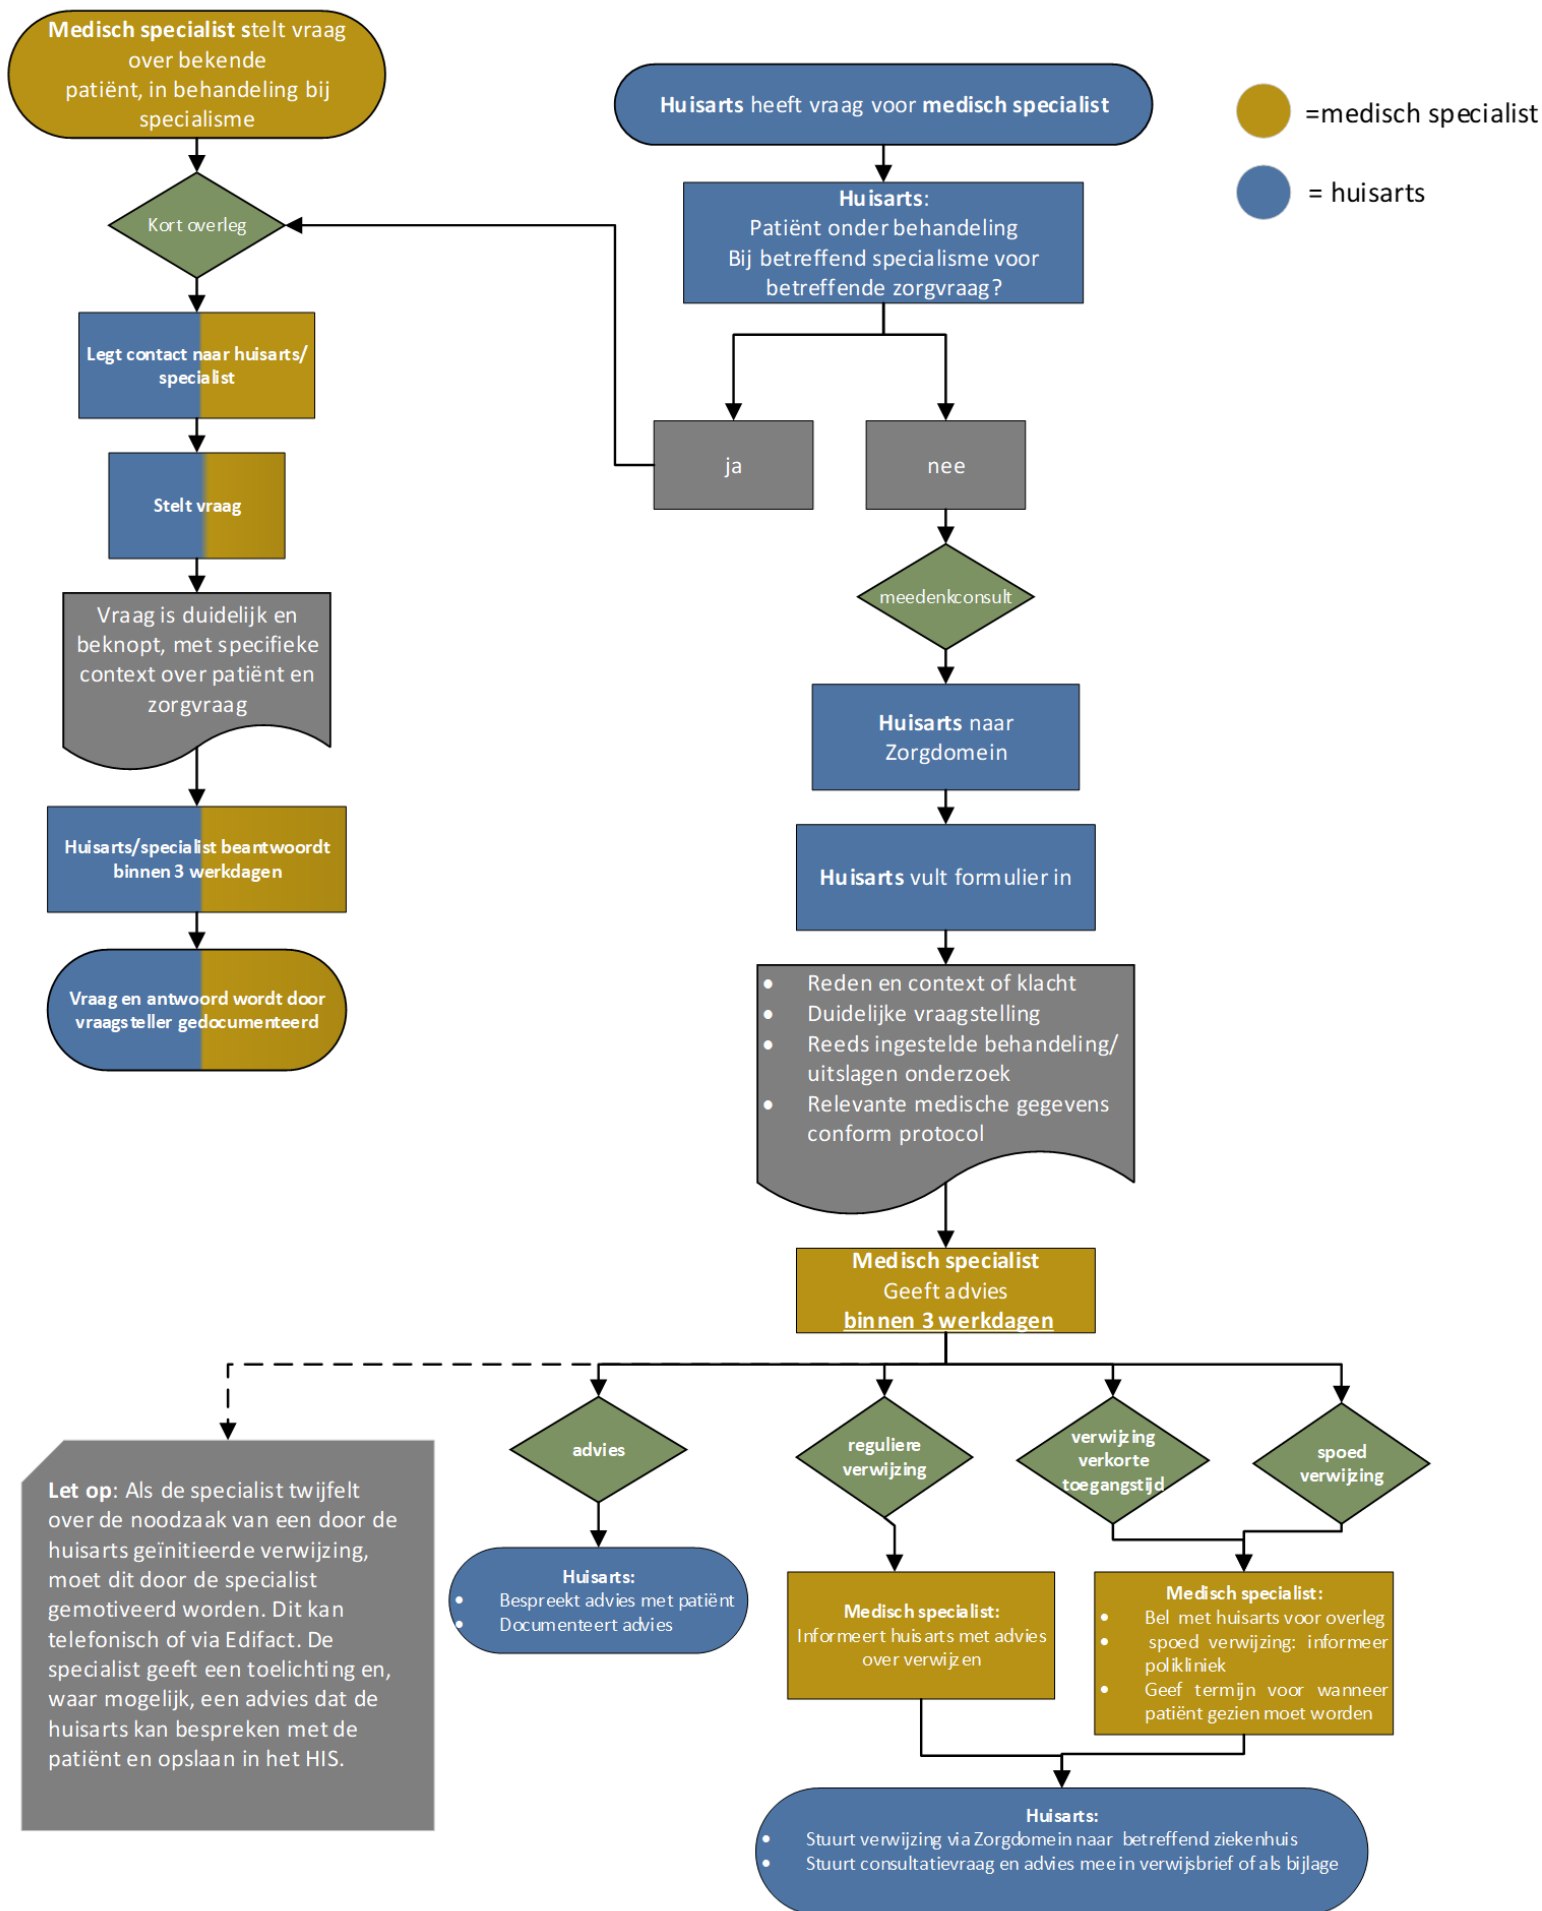 Medisch specialist stelt vraag
over bekende
patiënt, in behandeling bij
specialisme
Kort overleg
Legt contact naar huisarts/
specialist
Stelt vraag
Vraag is duidelijk en
beknopt, met specifieke
context over patiënt en
zorgvraag
Huisarts/specialist beantwoordt
binnen 3 werkdagen
Vraag en antwoord wordt door
vraagsteller gedocumenteerd
Huisarts heeft vraag voor medisch specialist
=medisch specialist
= huisarts
Huisarts:
Patiënt onder behandeling
Bij betreffend specialisme voor
betreffende zorgvraag?
ja
nee
meedenkconsult
Huisarts naar
Zorgdomein
Huisarts vult formulier in
• Reden en context of klacht
• Duidelijke vraagstelling
• Reeds ingestelde behandeling/
uitslagen onderzoek
• Relevante medische gegevens
conform protocol
Medisch specialist
Geeft advies
binnen 3 werkdagen
Let op: Als de specialist twijfelt
over de noodzaak van een door de
huisarts geïnitieerde verwijzing,
moet dit door de specialist
gemotiveerd worden. Dit kan
telefonisch of via Edifact. De
specialist geeft een toelichting en,
waar mogelijk, een advies dat de
huisarts kan bespreken met de
patiënt en opslaan in het HIS.
advies
Huisarts:
• Bespreekt advies met patiënt
• Documenteert advies
reguliere
verwijzing
Medisch specialist:
Informeert huisarts met advies
over verwijzen
verwijzing
verkorte
toegangstijd
spoed
verwijzing
Medisch specialist:
• Bel met huisarts voor overleg
• spoed verwijzing: informeer
polikliniek
• Geef termijn voor wanneer
patiënt gezien moet worden
Huisarts:
• Stuurt verwijzing via Zorgdomein naar betreffend ziekenhuis
• Stuurt consultatievraag en advies mee in verwijsbrief of als bijlage